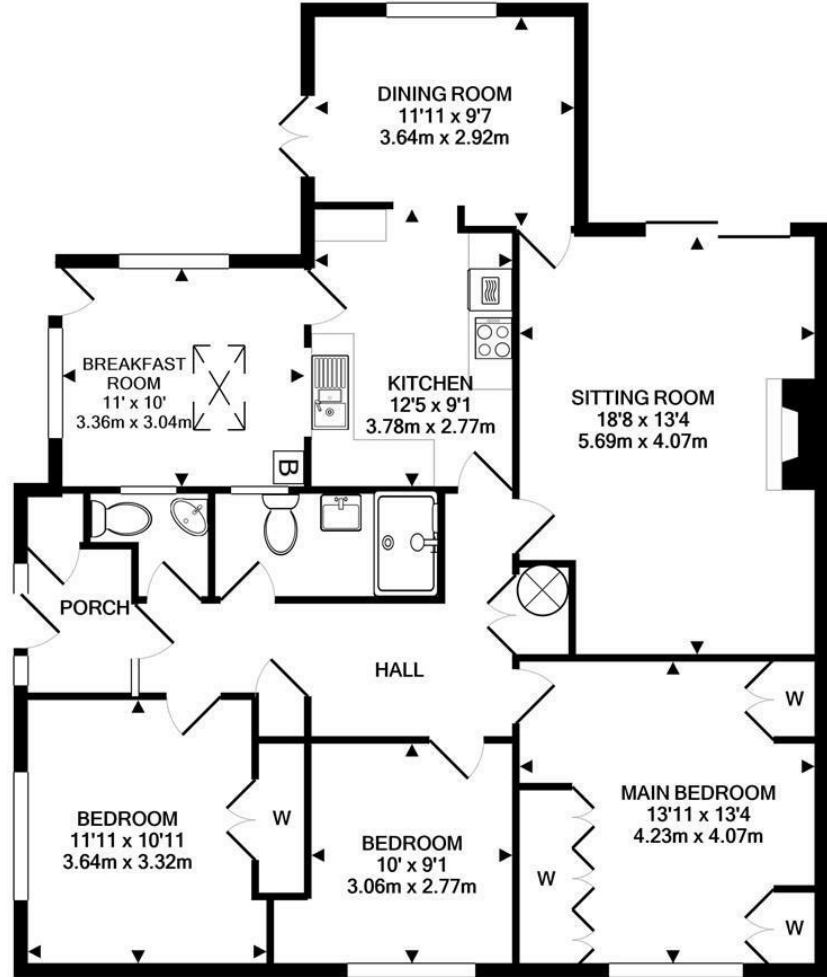 DINING ROOM
11'11 x 9'7
3.64m x 2.92m
BREAKFAST
ROOM
11' x 10'
3.36m x 3.04m
KITCHEN
12'5 x 9'1
3.78m x 2.77m
SITTING ROOM
18'8 x 13'4
5.69m x 4.07m
B
PORCH
HALL
W
BEDROOM
11'11 x 10'11
3.64m x 3.32m
W
BEDROOM
10' x 9'1
3.06m x 2.77m
MAIN BEDROOM
13'11 x 13'4
4.23m x 4.07m
W
W